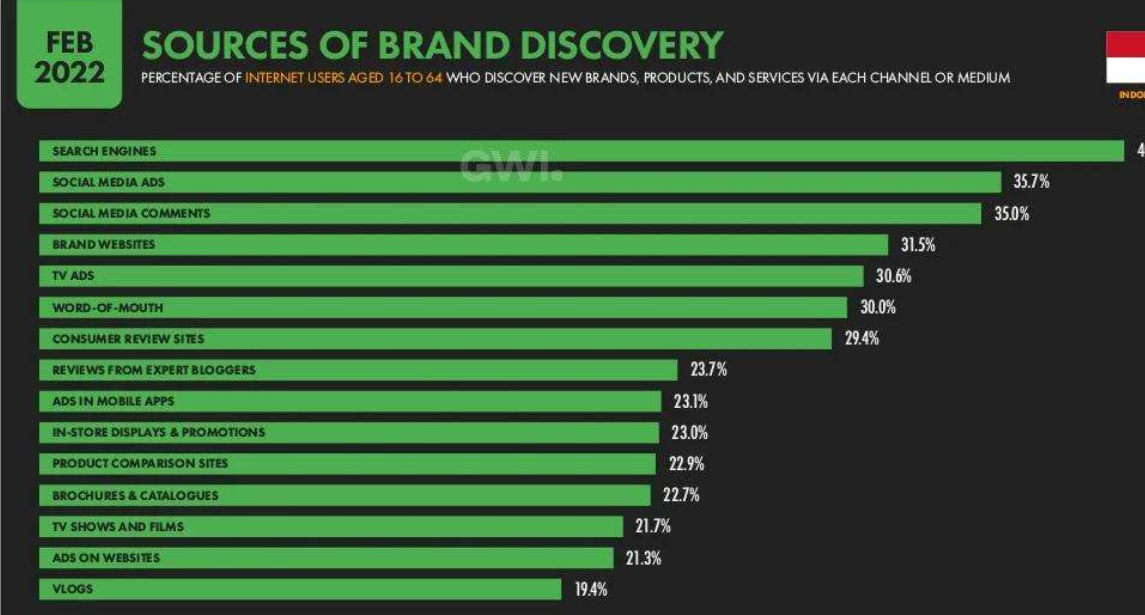 FEB
2022
SOURCES OF BRAND DISCOVERY
PERCENTAGE OF INTERNET USERS AGED 16 TO 64 WHO DISCOVER NEW BRANDS, PRODUCTS, AND SERVICES VIA EACH CHANNEL OR MEDIUM
GWI.
SEARCH ENGINES
SOCIAL MEDIA ADS 35.7%
SOCIAL MEDIA COMMENTS 35.0%
BRAND WEBSITES 31.5%
TV ADS 30.6%
WORD-OF-MOUTH 30.0%
CONSUMER REVIEW SITES 29.4%
REVIEWS FROM EXPERT BLOGGERS 23.7%
ADS IN MOBILE APPS 23.1%
IN-STORE DISPLAYS & PROMOTIONS 23.0%
PRODUCT COMPARISON SITES 22.9%
BROCHURES & CATALOGUES 22.7%
TV SHOWS AND FILMS 21.7%
ADS ON WEBSITES 21.3%
VLOGS 19.4%